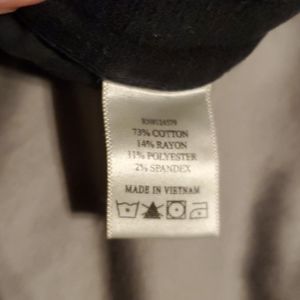 73% COTTON
14% RAYON
11% POLYESTER
2% SPANDEX
MADE IN VIETNAM